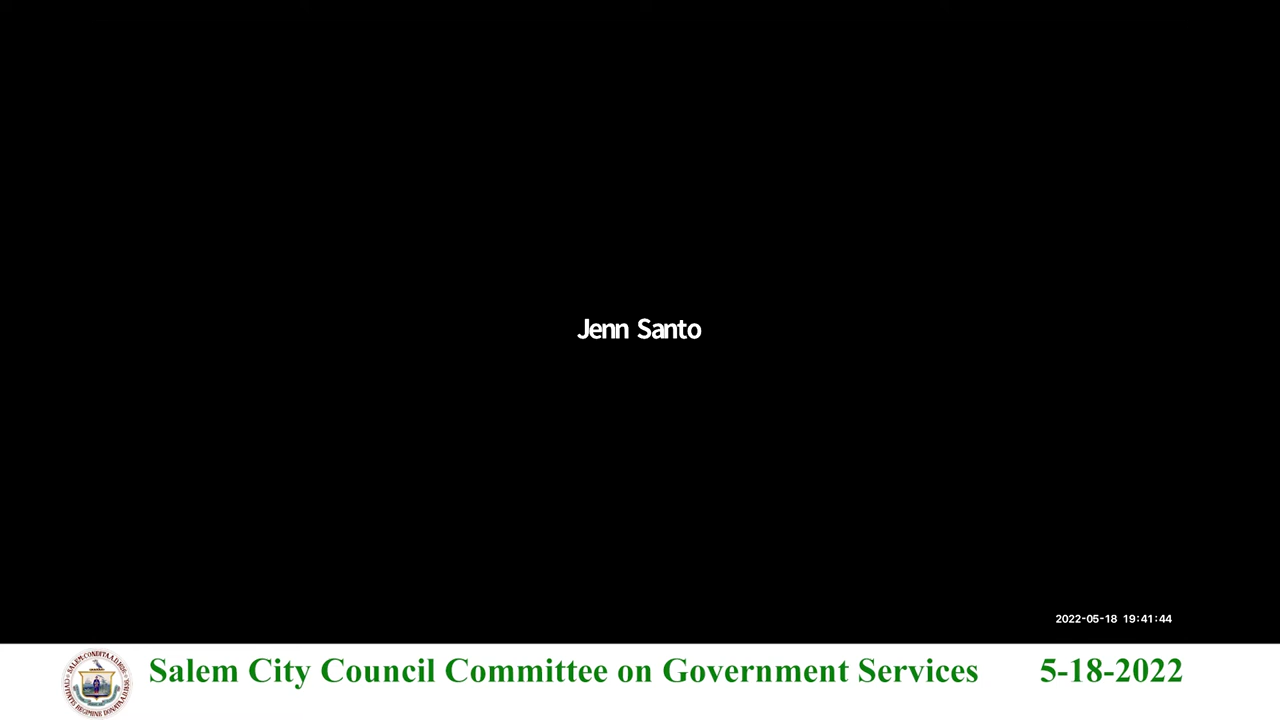 Jenn Santo
2022-05-18 19:41:44
Salem City Council Committee on Government Services 5-18-2022